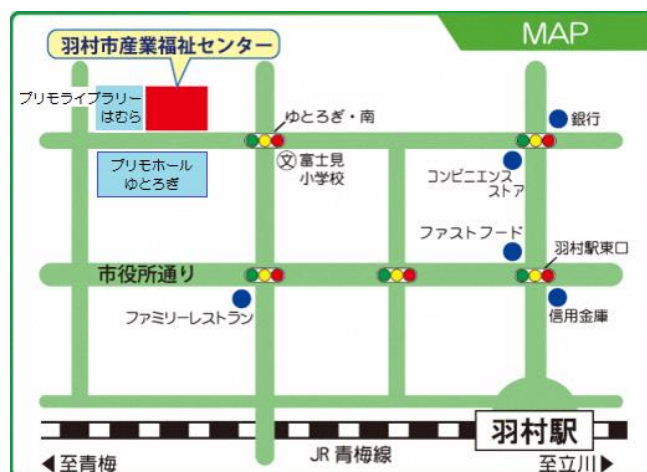 MAP
羽村市産業福祉センター
プリモライブラリー
はむら
ゆとろぎ・南
銀行
プリモホール
ゆとろぎ
文 富士見
小学校
コンビニエンス
ストア
ファストフード
羽村駅東口
市役所通り
ファミリーレストラン
信用金庫
羽村駅
至青梅
JR 青梅線
至立川